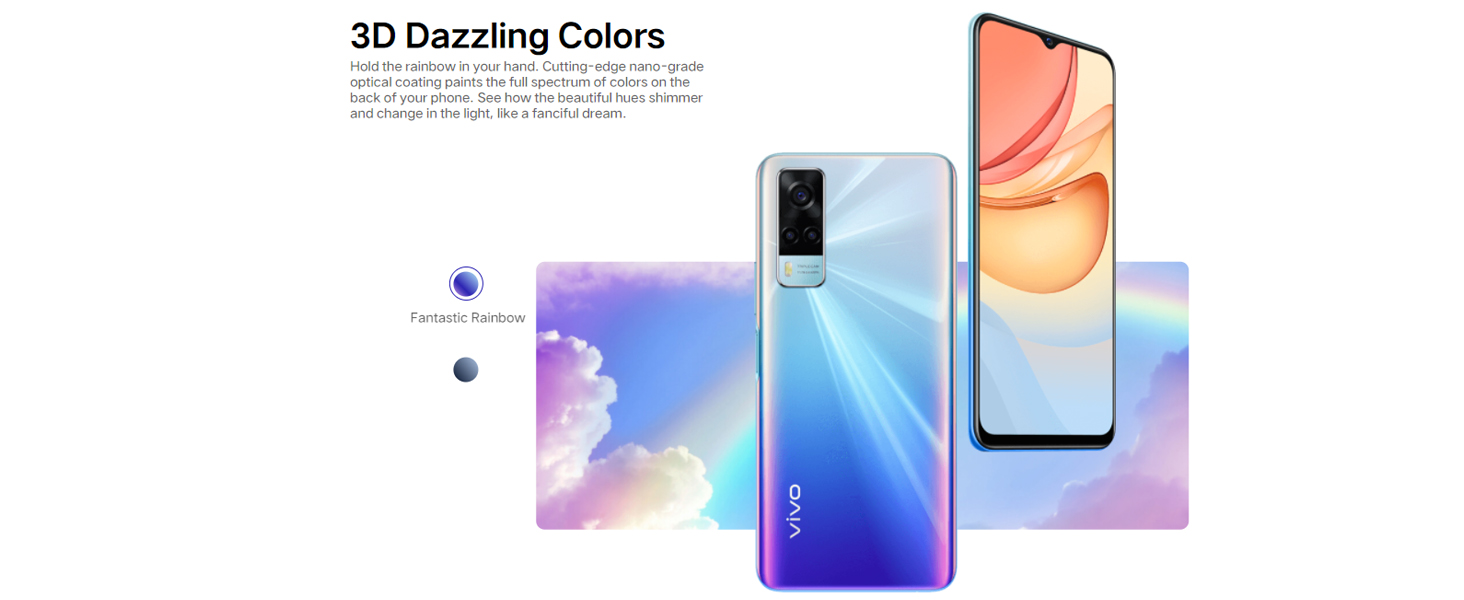 3D Dazzling Colors
Hold the rainbow in your hand. Cutting-edge nano-grade
optical coating paints the full spectrum of colors on the
back of your phone. See how the beautiful hues shimmer
and change in the light, like a fanciful dream.
Fantastic Rainbow
vivo